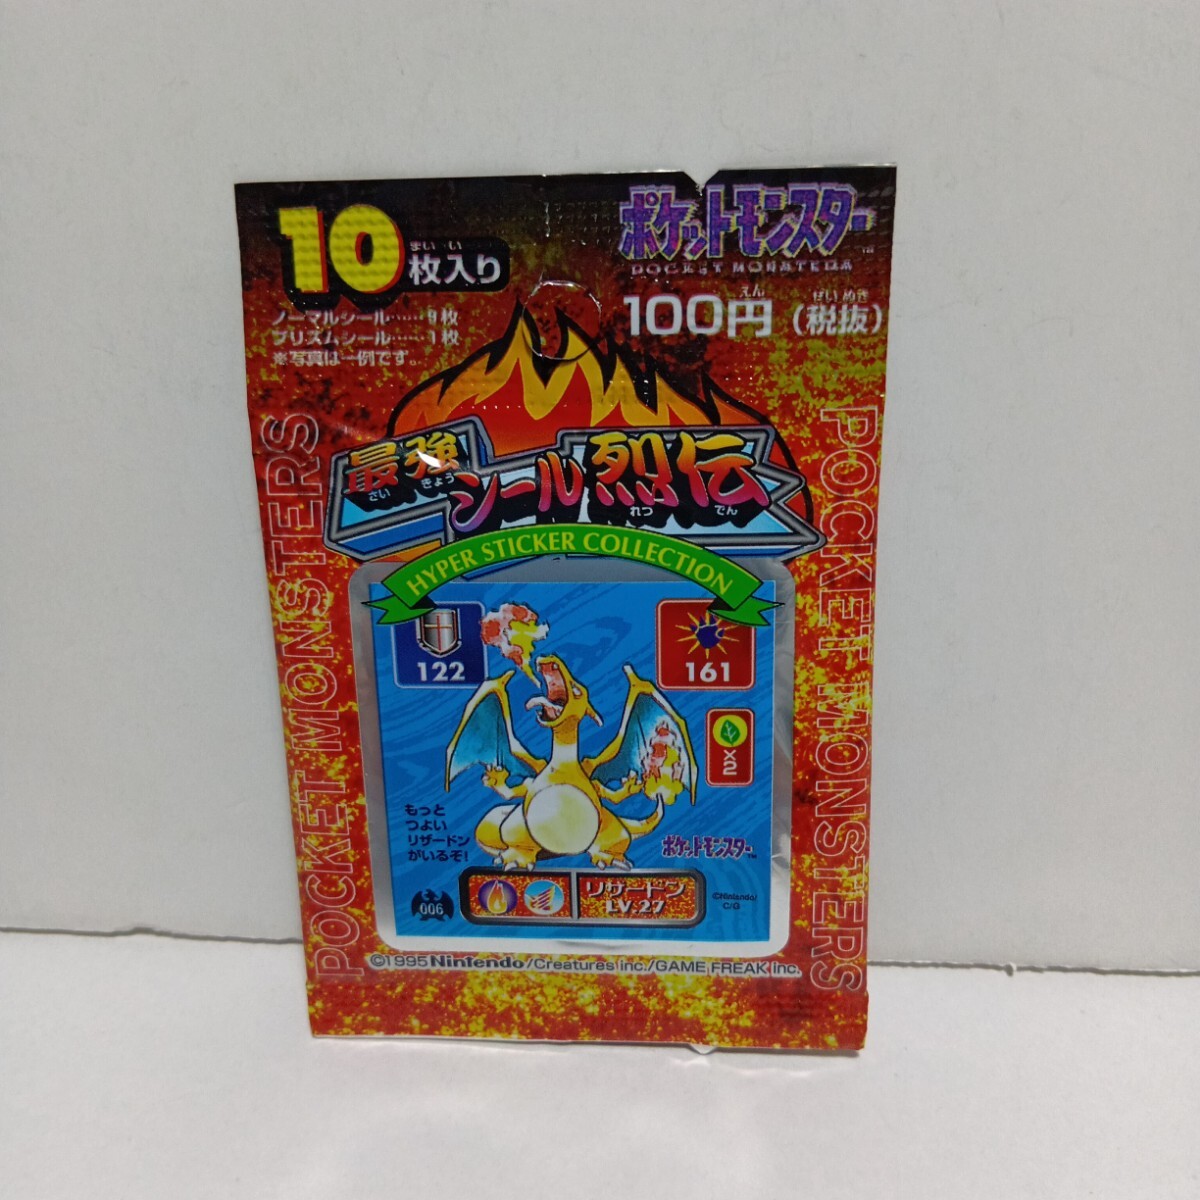 10枚入り
まい い
ノーマルシール……9枚
プリズムシール……1枚
※写真は一例です。
ポケットモンスター
POCKET MONSTERS
100円(税抜)
えん ぜいぬき
最強シール烈伝
さい きょう れつ でん
HYPER STICKER COLLECTION
POCKET MONSTERS
POCKET MONSTERS
122
161
×2
もっと
つよい
リザードン
がいるぞ!
ポケットモンスター™
006
リザードン
LV.27
©Nintendo/
C/G
©1995 Nintendo/Creatures inc./GAME FREAK inc.